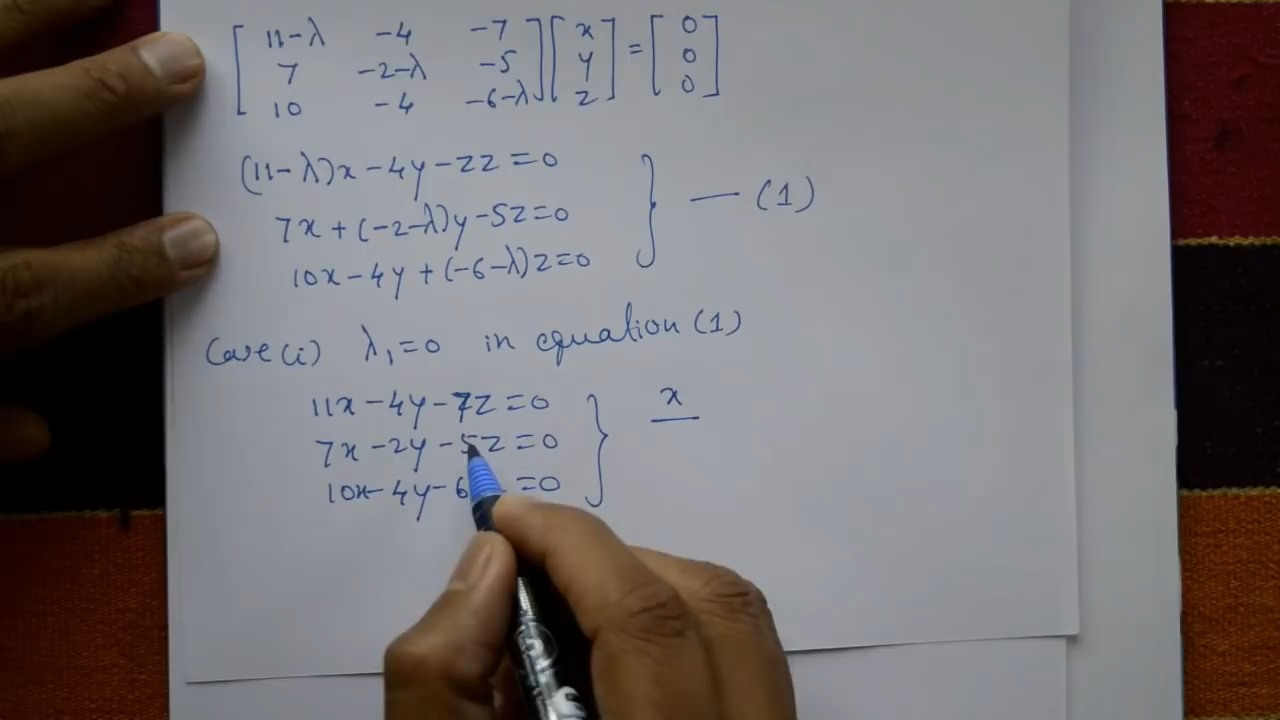 [11-λ -4 -7] [x] = [0]
[7 -2-λ -5] [y] [0]
[10 -4 -6-λ] [z] [0]
(11-λ)x-4y-7z=0
7x+(-2-λ)y-5z=0 } — (1)
10x-4y+(-6-λ)z=0
Case(i) λ₁=0 in equation (1)
11x-4y-7z=0 x
7x-2y-5z=0 }
10x-4y-6 =0